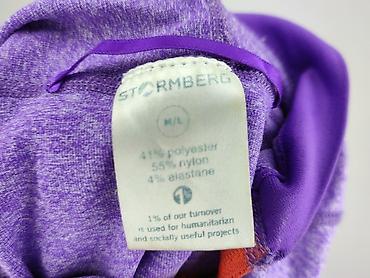 STORMBERG
M/L
41% polyester
55% nylon
4% elastane
1%
1% of our turnover
is used for humanitarian
and socially useful projects